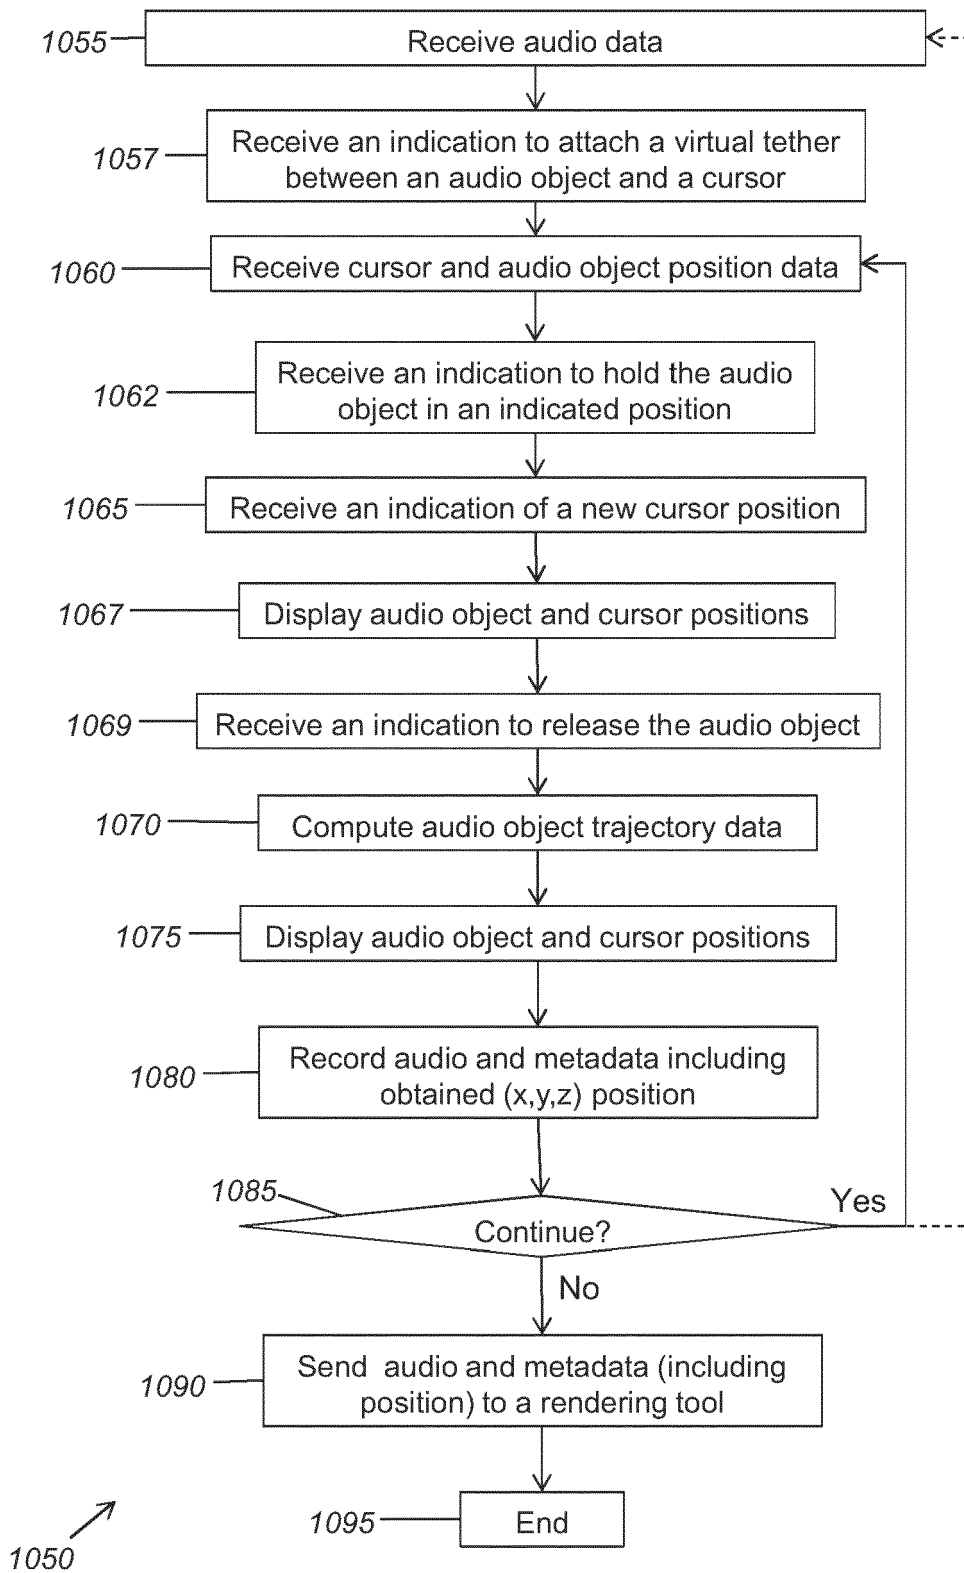 1055
Receive audio data
1057
Receive an indication to attach a virtual tether
between an audio object and a cursor
1060
Receive cursor and audio object position data
1062
Receive an indication to hold the audio
object in an indicated position
1065
Receive an indication of a new cursor position
1067
Display audio object and cursor positions
1069
Receive an indication to release the audio object
1070
Compute audio object trajectory data
1075
Display audio object and cursor positions
1080
Record audio and metadata including
obtained (x,y,z) position
1085
Continue?
Yes
No
1090
Send audio and metadata (including
position) to a rendering tool
1095
End
1050